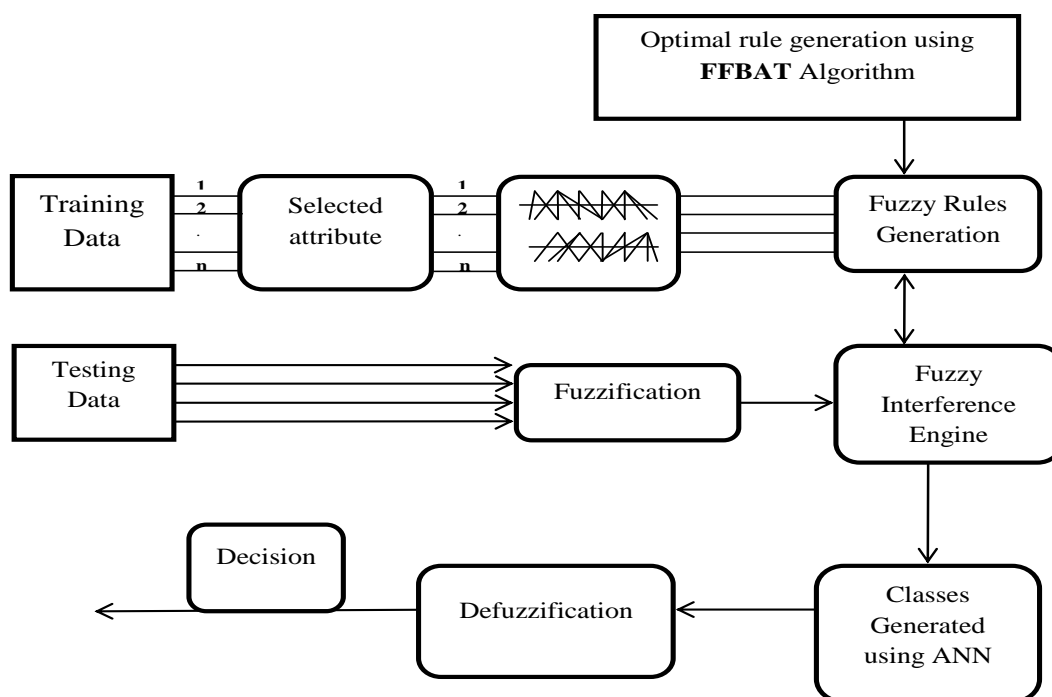 Optimal rule generation using
FFBAT Algorithm
Training
Data
1
2
.
n
Selected
attribute
1
2
.
n
Fuzzy Rules
Generation
Testing
Data
Fuzzification
Fuzzy
Interference
Engine
Decision
Defuzzification
Classes
Generated
using ANN